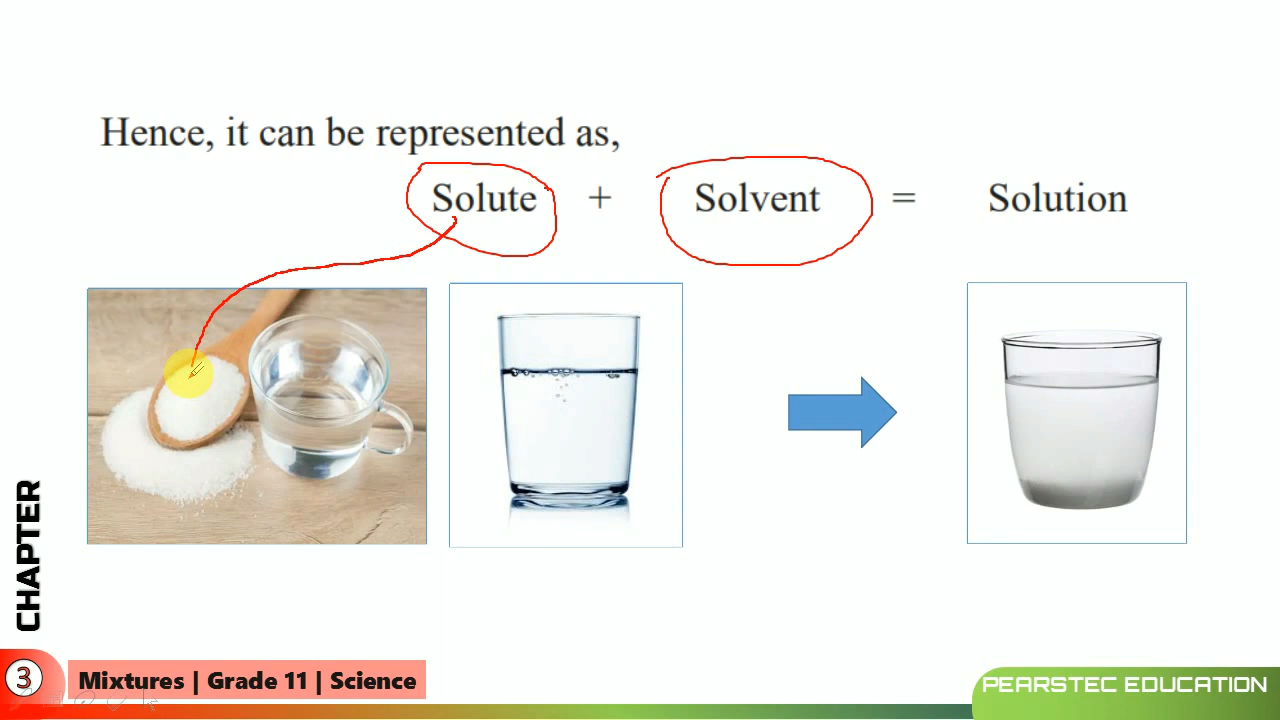 Hence, it can be represented as,
Solute + Solvent = Solution
CHAPTER
3
Mixtures | Grade 11 | Science
PEARSTEC EDUCATION